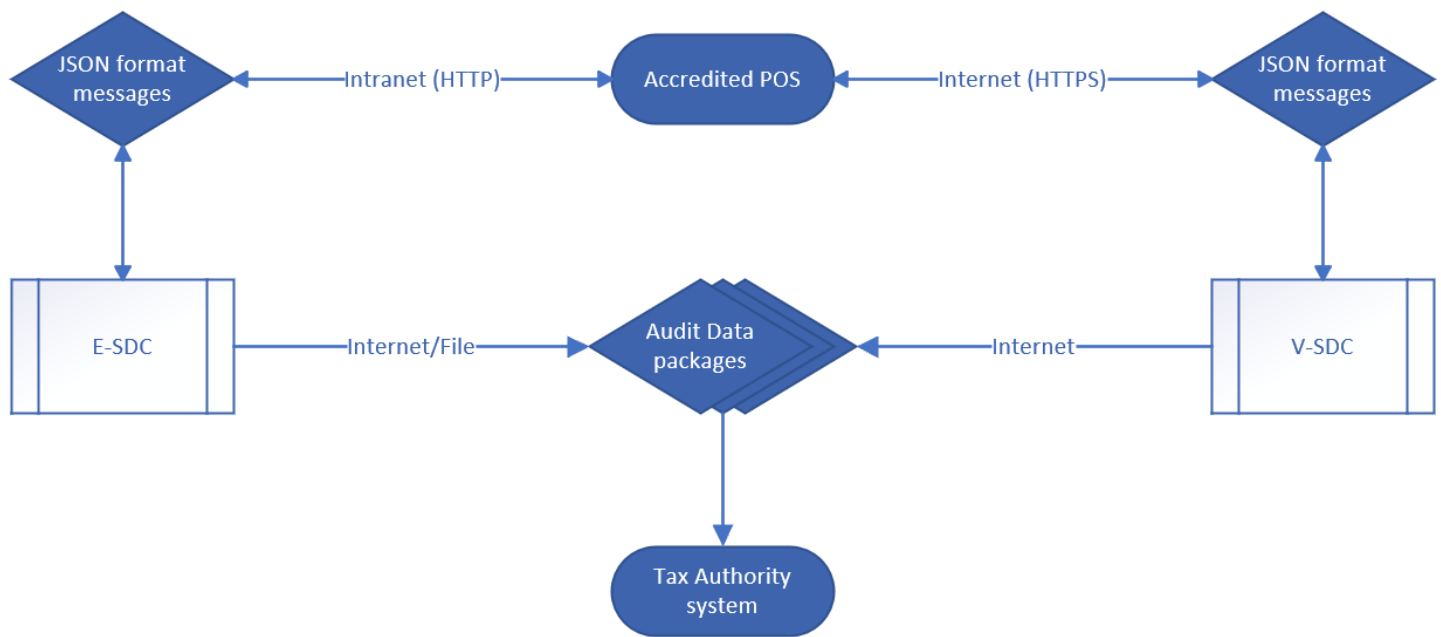 JSON format
messages
Intranet (HTTP)
Accredited POS
Internet (HTTPS)
JSON format
messages
E-SDC
Internet/File
Audit Data
packages
Internet
V-SDC
Tax Authority
system